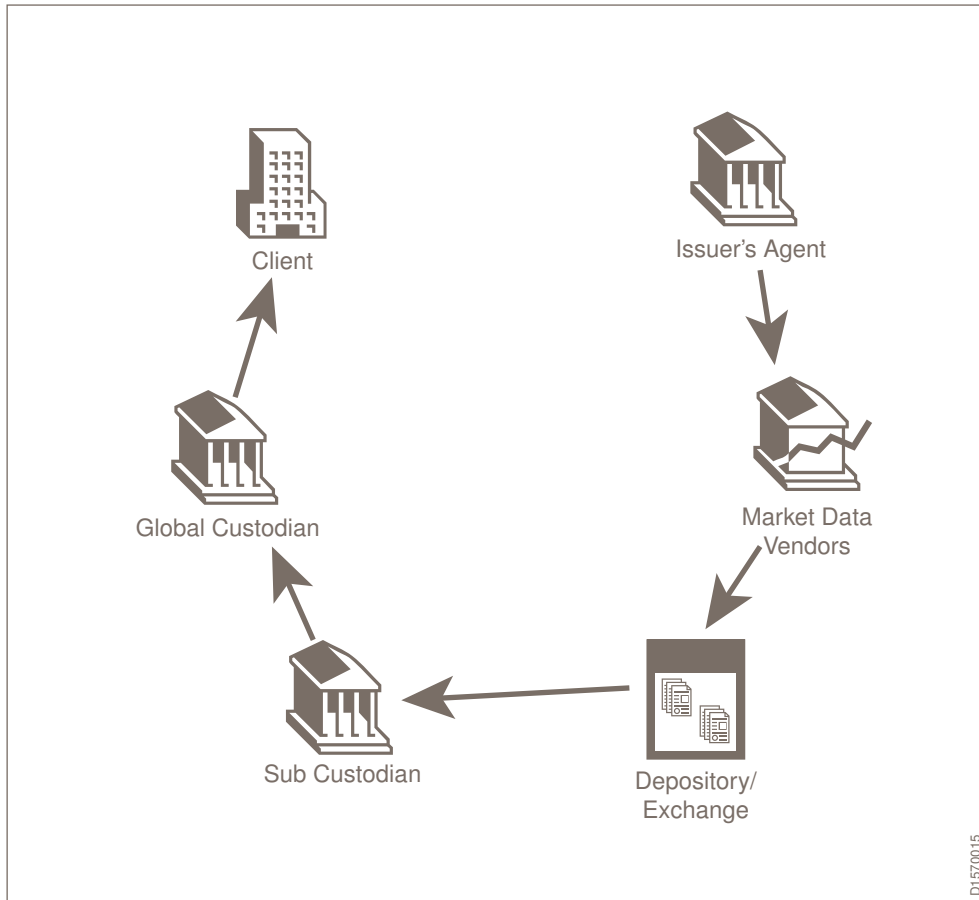 Client
Issuer's Agent
Global Custodian
Market Data
Vendors
Sub Custodian
Depository/
Exchange
D1570015